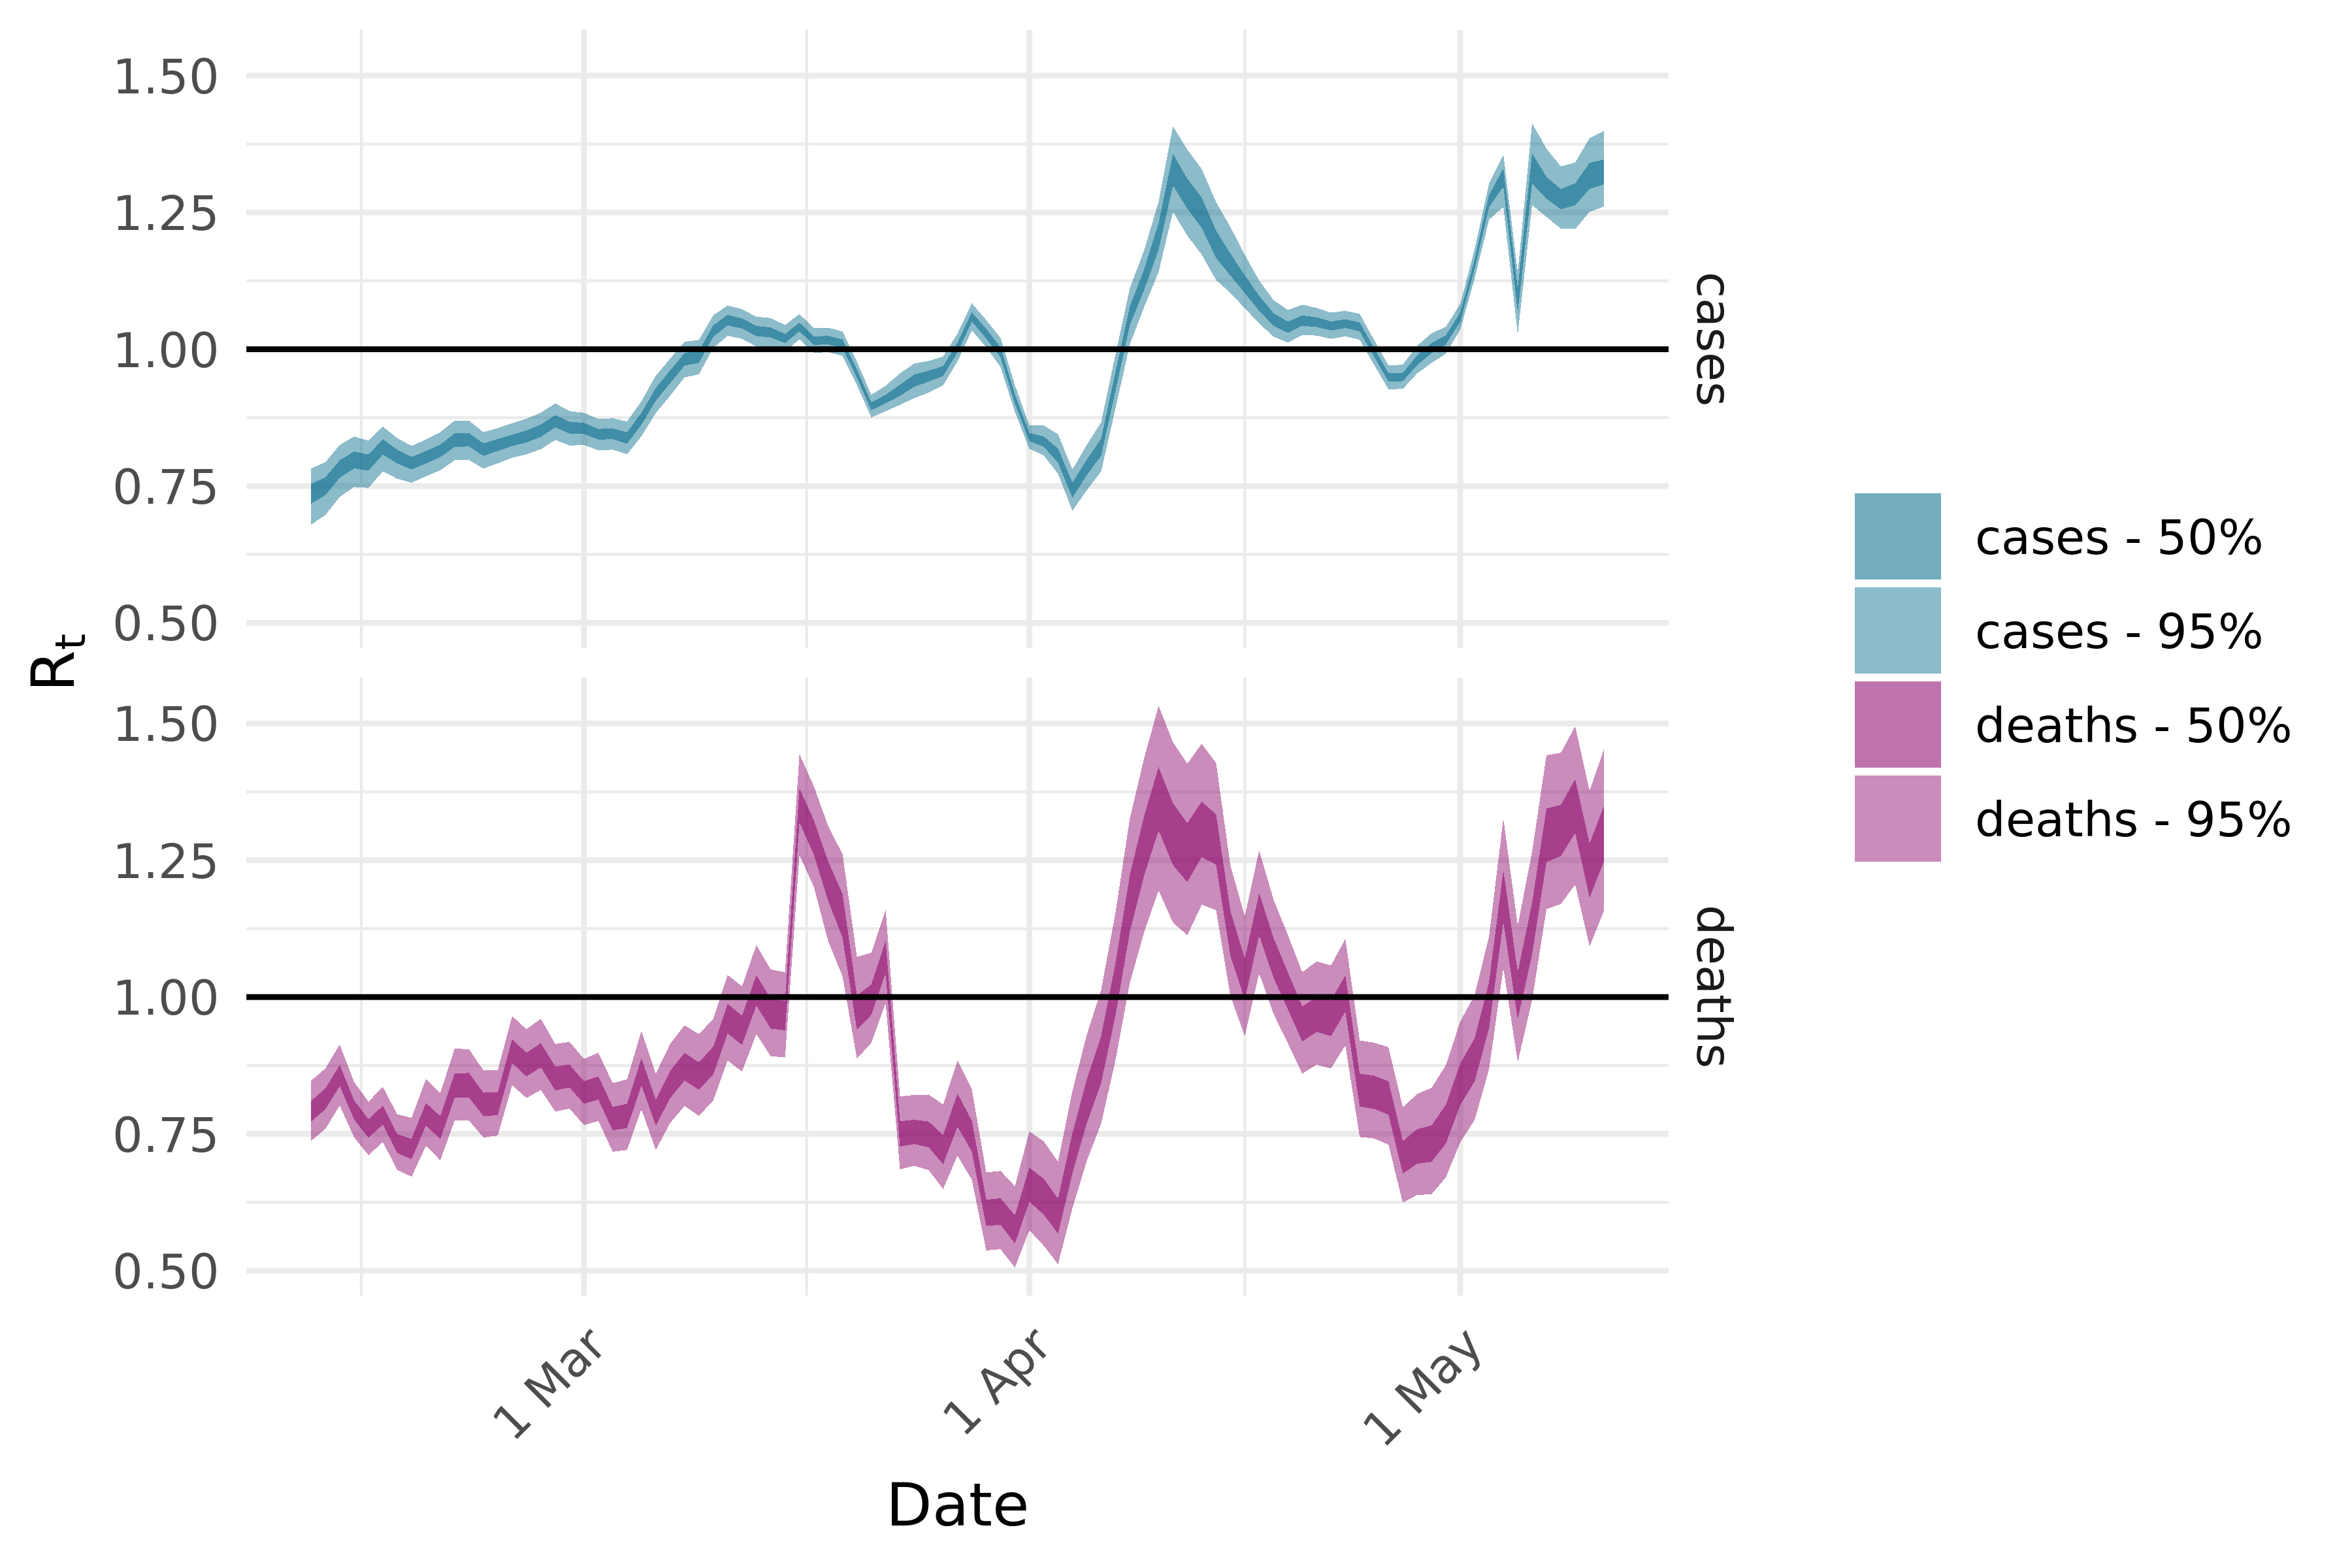 1.50
1.25
1.00
0.75
0.50
cases
1.50
1.25
1.00
0.75
0.50
deaths
Rt
1 Mar
1 Apr
1 May
Date
cases - 50%
cases - 95%
deaths - 50%
deaths - 95%